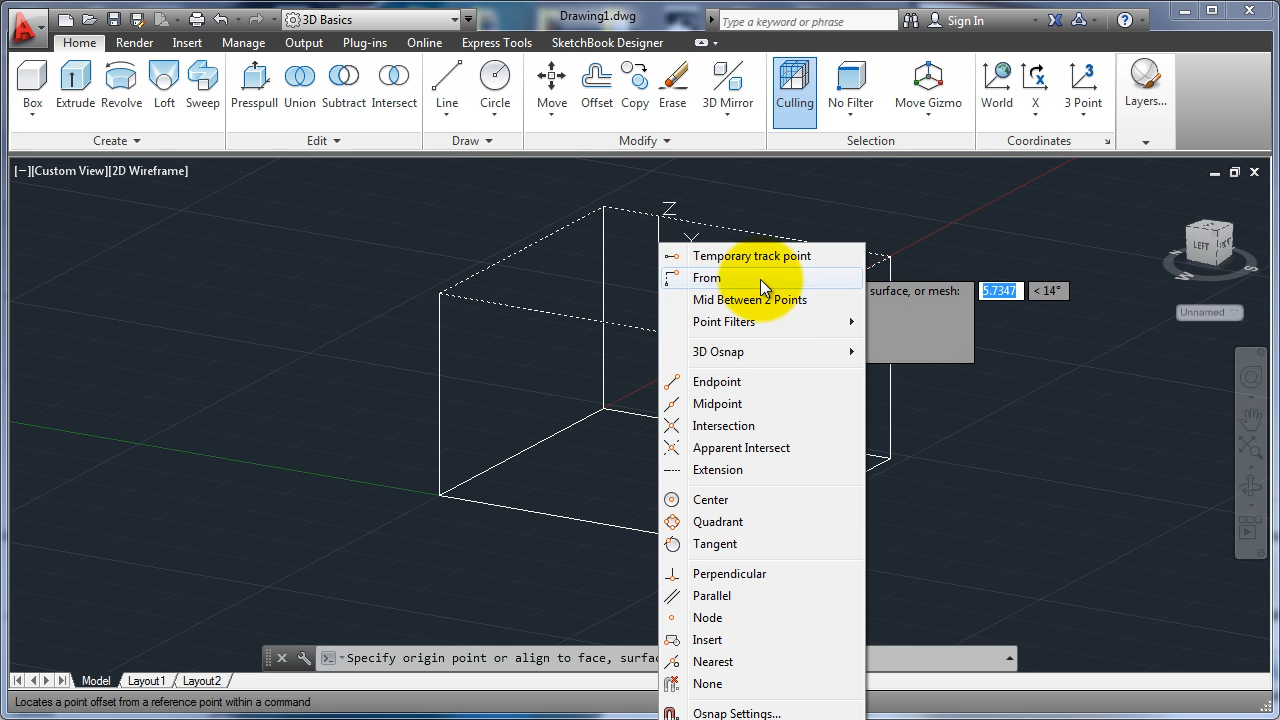 3D Basics
Drawing1.dwg
Type a keyword or phrase
Sign In
Home
Render
Insert
Manage
Output
Plug-ins
Online
Express Tools
SketchBook Designer
Box
Extrude
Revolve
Loft
Sweep
Presspull
Union
Subtract
Intersect
Line
Circle
Move
Offset
Copy
Erase
3D Mirror
Culling
No Filter
Move Gizmo
World
X
3 Point
Layers...
Create
Edit
Draw
Modify
Selection
Coordinates
[−][Custom View][2D Wireframe]
Z
Y
LEFT
W
S
Unnamed
Temporary track point
From
Mid Between 2 Points
Point Filters
3D Osnap
Endpoint
Midpoint
Intersection
Apparent Intersect
Extension
Center
Quadrant
Tangent
Perpendicular
Parallel
Node
Insert
Nearest
None
Osnap Settings...
surface, or mesh:
5.7347
< 14°
Specify origin point or align to face, surfa
Model
Layout1
Layout2
Locates a point offset from a reference point within a command